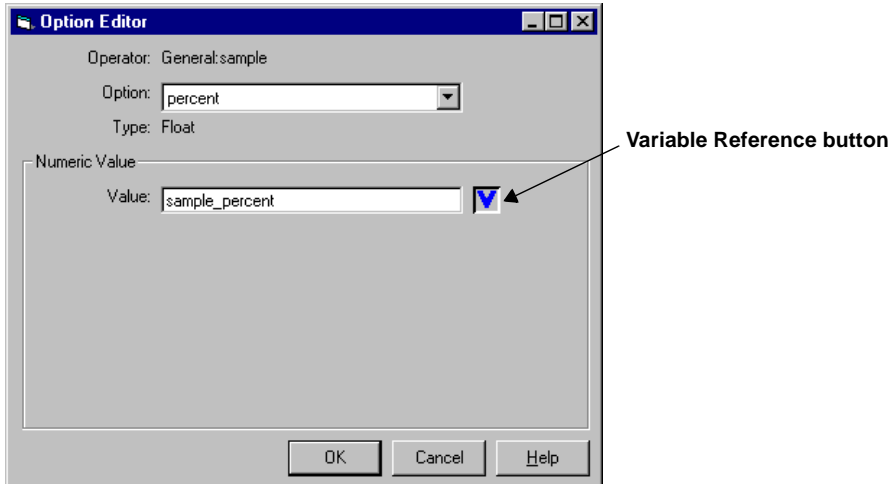 Option Editor
Operator: General:sample
Option: percent
Type: Float
Variable Reference button
Numeric Value
Value: sample_percent V
OK Cancel Help